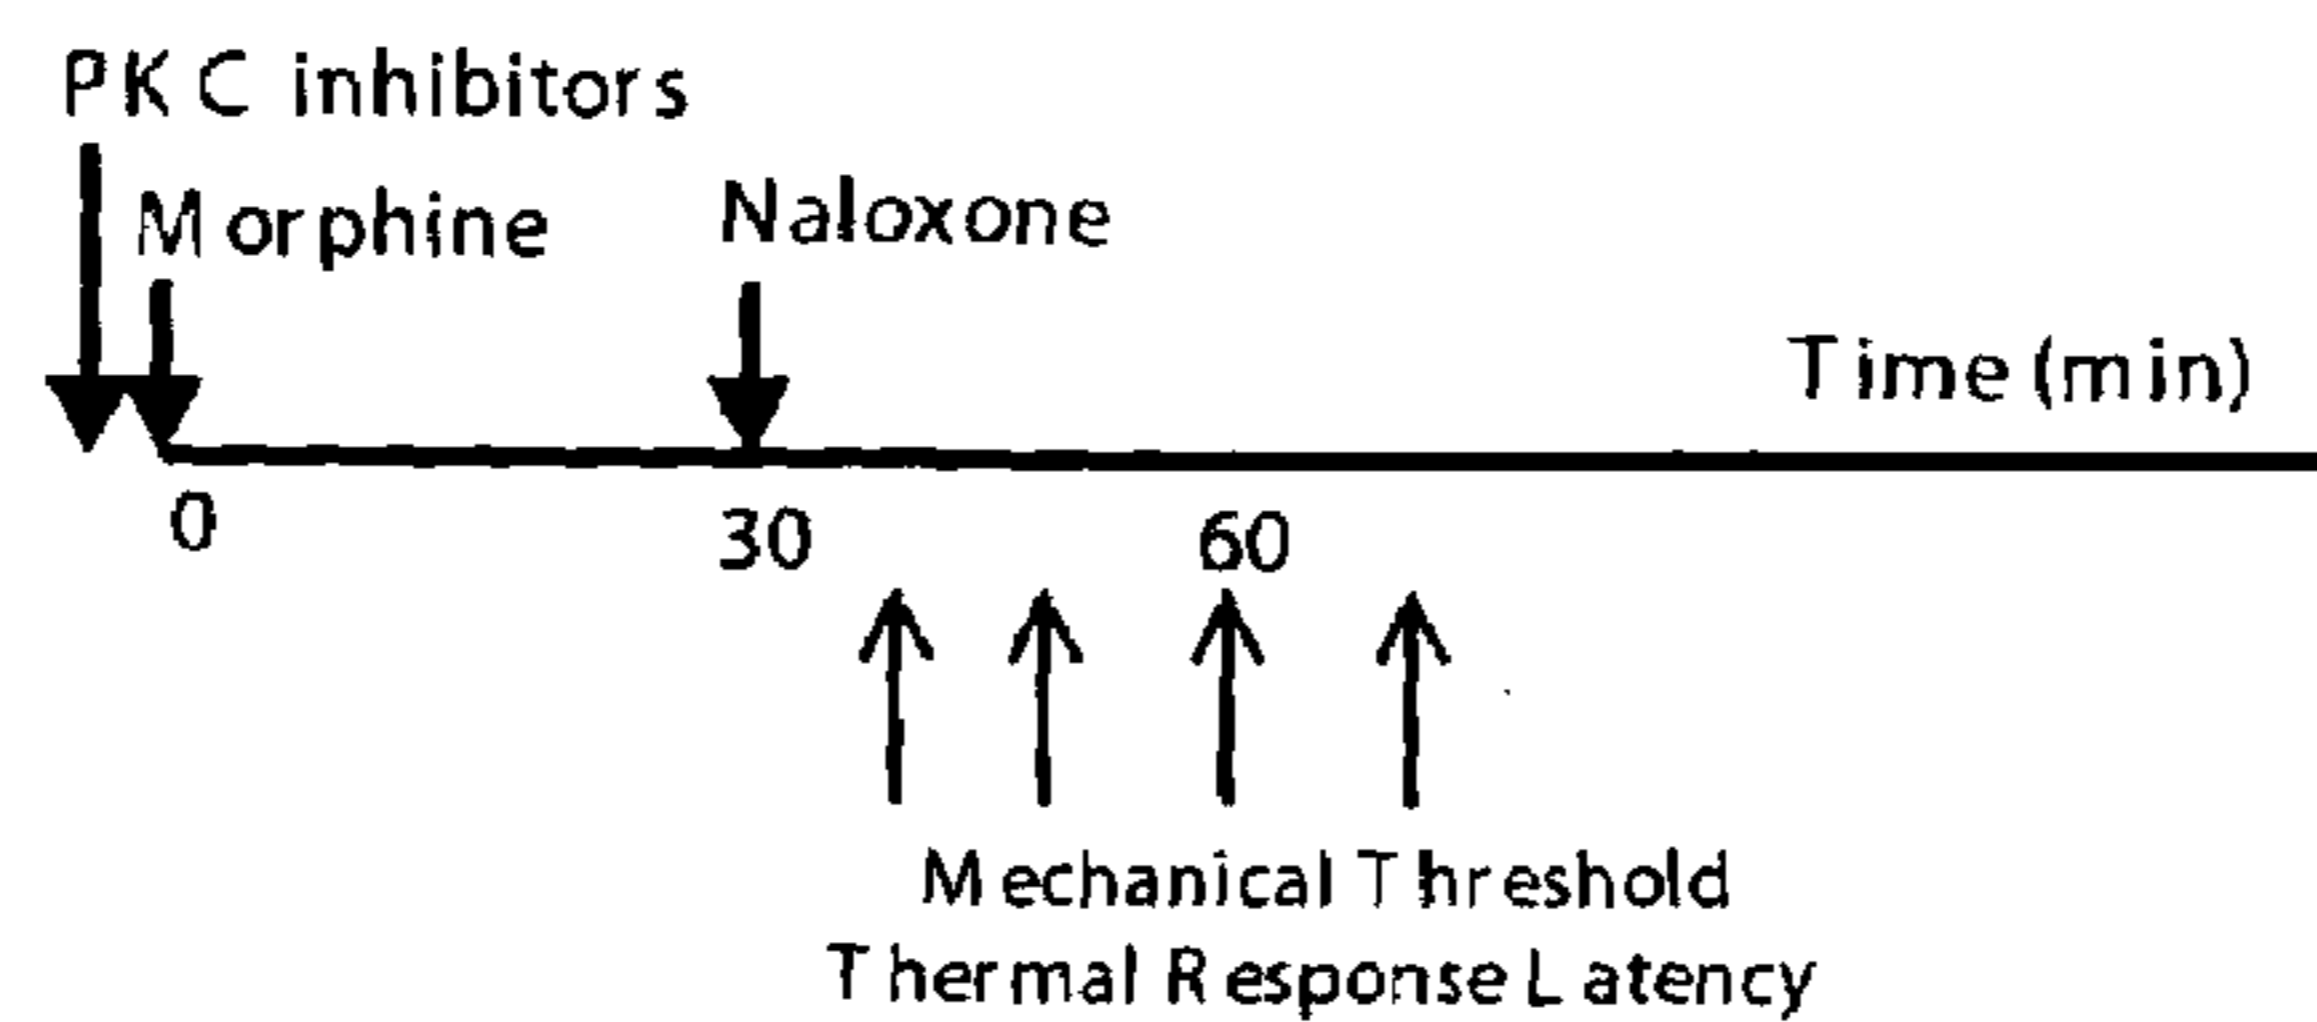 PKC inhibitors
Morphine
Naloxone
Time (min)
0
30
60
Mechanical Threshold
Thermal Response Latency